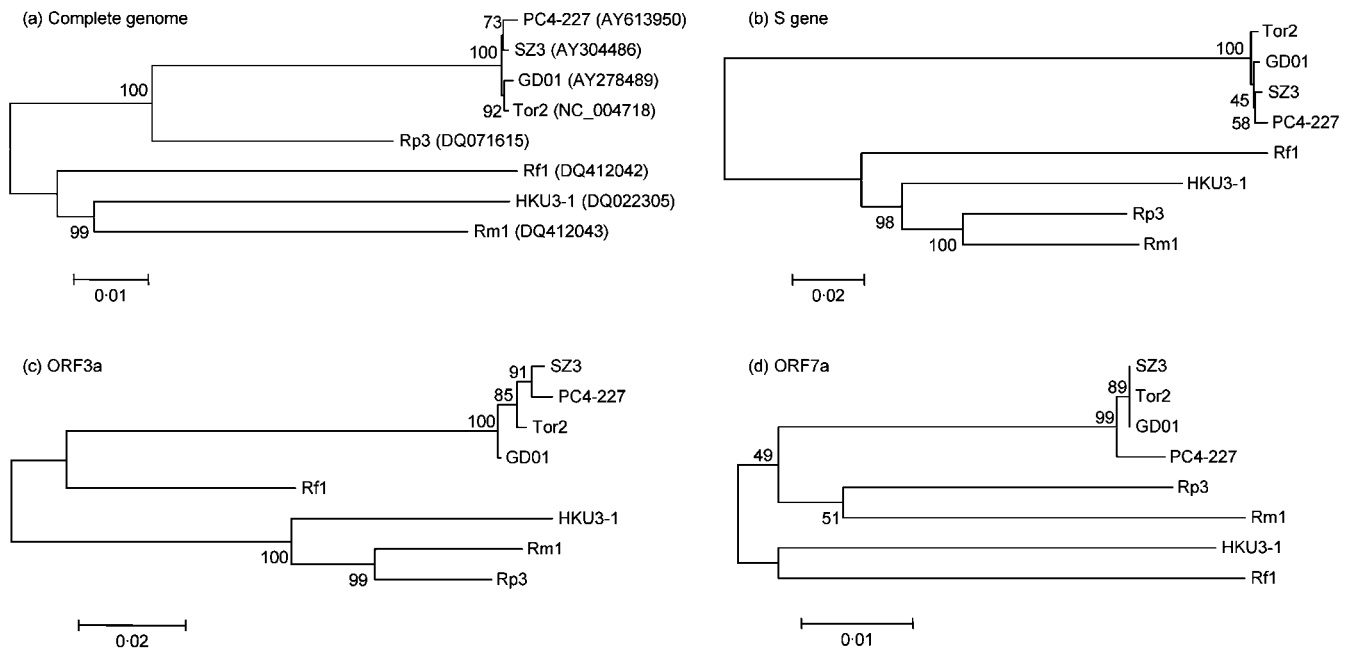 (a) Complete genome
73
PC4-227 (AY613950)
100
SZ3 (AY304486)
100
GD01 (AY278489)
92
Tor2 (NC_004718)
Rp3 (DQ071615)
Rf1 (DQ412042)
HKU3-1 (DQ022305)
99
Rm1 (DQ412043)
0·01
(b) S gene
Tor2
100
GD01
SZ3
45
58
PC4-227
Rf1
HKU3-1
98
Rp3
100
Rm1
0·02
(c) ORF3a
SZ3
91
PC4-227
85
100
Tor2
GD01
Rf1
HKU3-1
100
Rm1
99
Rp3
0·02
(d) ORF7a
SZ3
89
Tor2
99
GD01
49
PC4-227
Rp3
51
Rm1
HKU3-1
Rf1
0·01